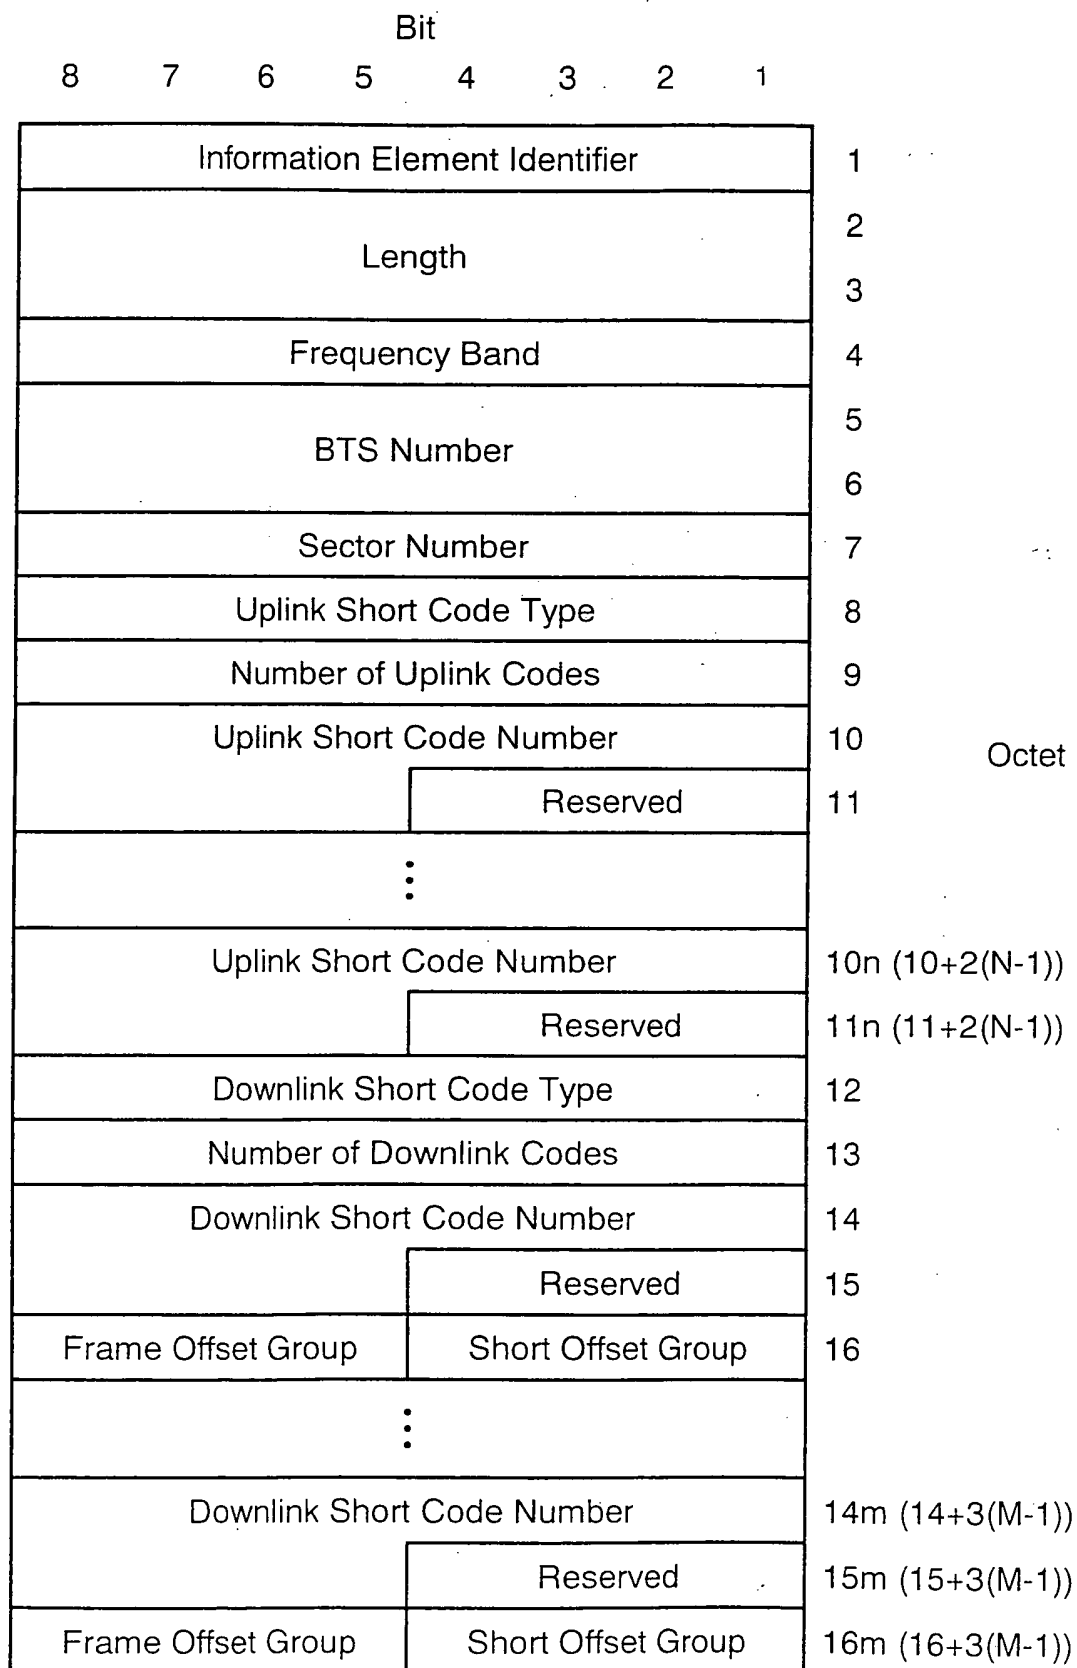 Bit
8 7 6 5 4 3 2 1
Information Element Identifier 1
2
Length
3
Frequency Band 4
5
BTS Number
6
Sector Number 7
Uplink Short Code Type 8
Number of Uplink Codes 9
Uplink Short Code Number 10
Octet
Reserved 11
⋮
Uplink Short Code Number 10n (10+2(N-1))
Reserved 11n (11+2(N-1))
Downlink Short Code Type 12
Number of Downlink Codes 13
Downlink Short Code Number 14
Reserved 15
Frame Offset Group Short Offset Group 16
⋮
Downlink Short Code Number 14m (14+3(M-1))
Reserved 15m (15+3(M-1))
Frame Offset Group Short Offset Group 16m (16+3(M-1))